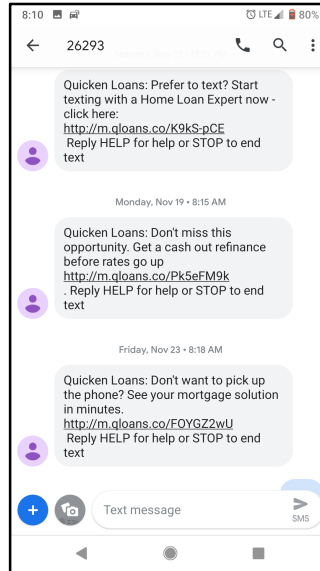 8:10 LTE 80%
26293
Quicken Loans: Prefer to text? Start
texting with a Home Loan Expert now -
click here:
http://m.qloans.co/K9kS-pCE
Reply HELP for help or STOP to end
text
Monday, Nov 19 • 8:15 AM
Quicken Loans: Don't miss this
opportunity. Get a cash out refinance
before rates go up
http://m.qloans.co/Pk5eFM9k
. Reply HELP for help or STOP to end
text
Friday, Nov 23 • 8:18 AM
Quicken Loans: Don't want to pick up
the phone? See your mortgage solution
in minutes.
http://m.qloans.co/FOYGZ2wU
Reply HELP for help or STOP to end
text
Text message
SMS